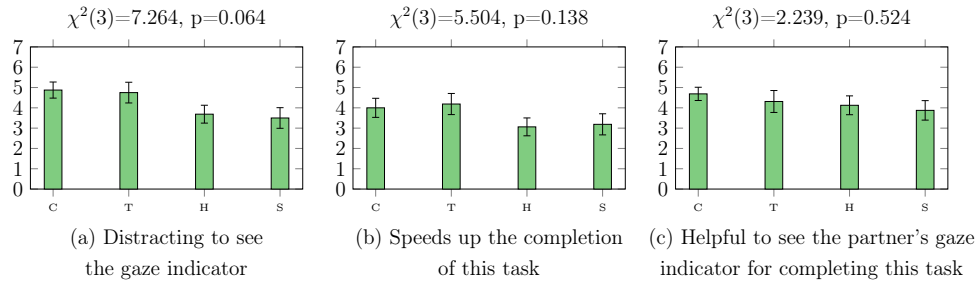 χ²(3)=7.264, p=0.064
7
6
5
4
3
2
1
0
C T H S
(a) Distracting to see
the gaze indicator
χ²(3)=5.504, p=0.138
7
6
5
4
3
2
1
0
C T H S
(b) Speeds up the completion
of this task
χ²(3)=2.239, p=0.524
7
6
5
4
3
2
1
0
C T H S
(c) Helpful to see the partner's gaze
indicator for completing this task